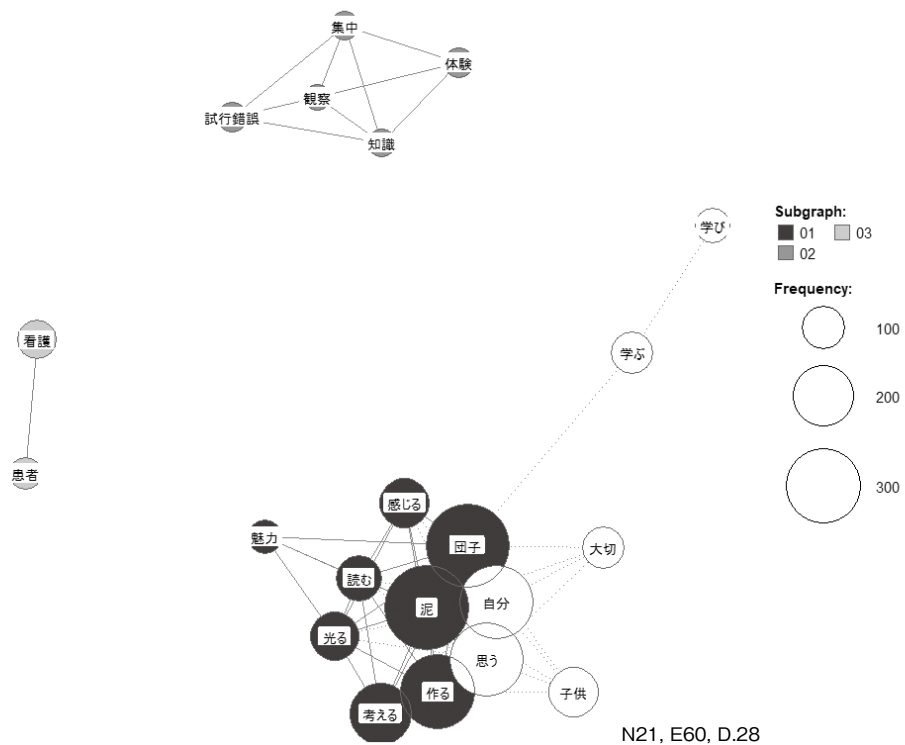 集中
体験
観察
試行錯誤
知識
学び
Subgraph:
01 03
02
Frequency:
100
200
300
学ぶ
看護
患者
感じる
魅力
団子
大切
読む
泥
自分
光る
思う
作る
子供
考える
N21, E60, D.28